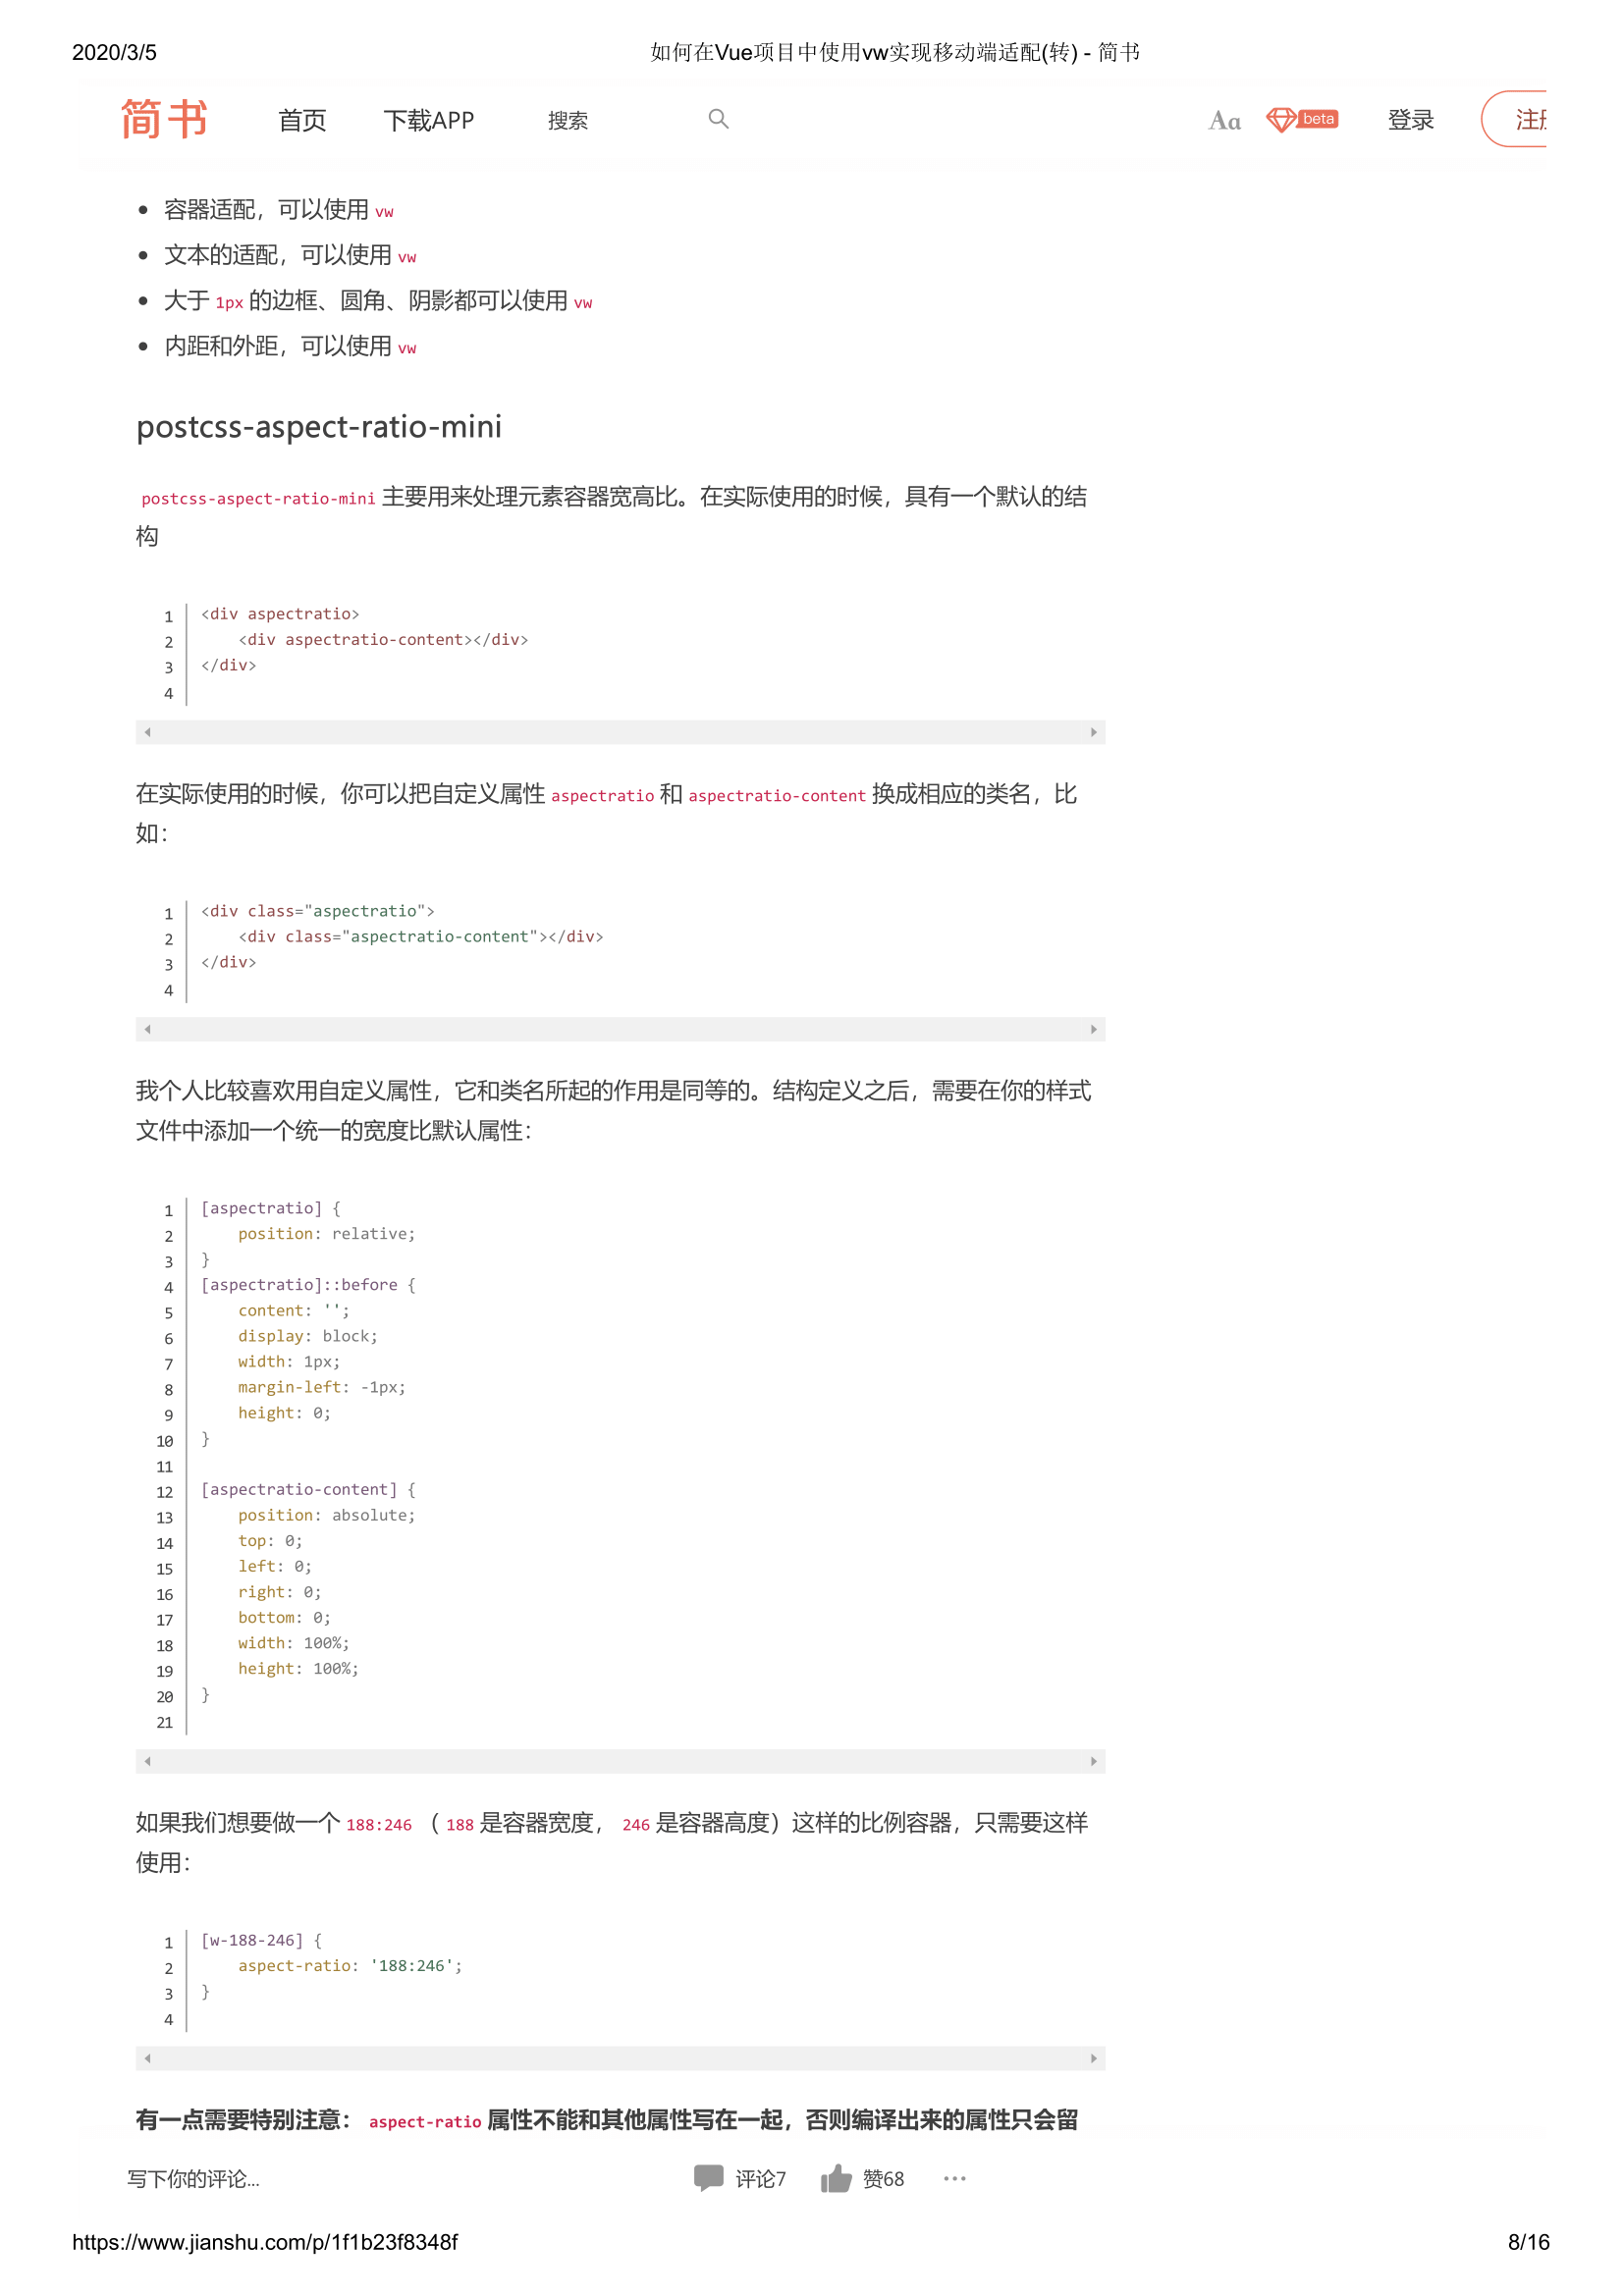 2020/3/5
如何在Vue项目中使用vw实现移动端适配(转) - 简书
简书 首页 下载APP 搜索 Aa beta 登录 注册
容器适配，可以使用 vw
文本的适配，可以使用 vw
大于 1px 的边框、圆角、阴影都可以使用 vw
内距和外距，可以使用 vw
postcss-aspect-ratio-mini
postcss-aspect-ratio-mini 主要用来处理元素容器宽高比。在实际使用的时候，具有一个默认的结
构
1 <div aspectratio>
2     <div aspectratio-content></div>
3 </div>
4
在实际使用的时候，你可以把自定义属性 aspectratio 和 aspectratio-content 换成相应的类名，比
如：
1 <div class="aspectratio">
2     <div class="aspectratio-content"></div>
3 </div>
4
我个人比较喜欢用自定义属性，它和类名所起的作用是同等的。结构定义之后，需要在你的样式
文件中添加一个统一的宽度比默认属性：
1 [aspectratio] {
2     position: relative;
3 }
4 [aspectratio]::before {
5     content: '';
6     display: block;
7     width: 1px;
8     margin-left: -1px;
9     height: 0;
10 }
11
12 [aspectratio-content] {
13     position: absolute;
14     top: 0;
15     left: 0;
16     right: 0;
17     bottom: 0;
18     width: 100%;
19     height: 100%;
20 }
21
如果我们想要做一个 188:246 （ 188 是容器宽度， 246 是容器高度）这样的比例容器，只需要这样
使用：
1 [w-188-246] {
2     aspect-ratio: '188:246';
3 }
4
有一点需要特别注意： aspect-ratio 属性不能和其他属性写在一起，否则编译出来的属性只会留
写下你的评论... 评论7 赞68 ...
https://www.jianshu.com/p/1f1b23f8348f
8/16